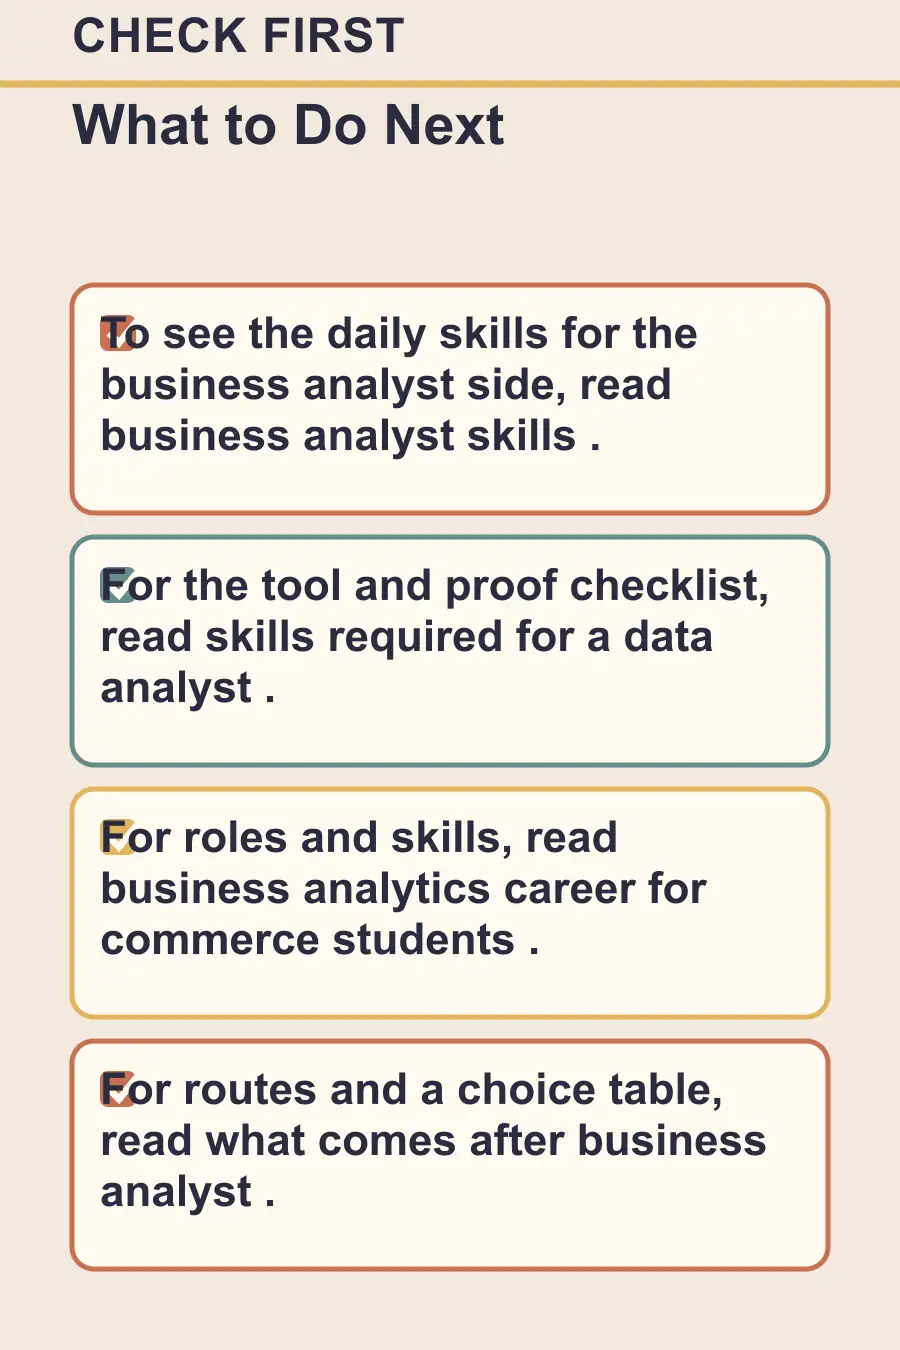 CHECK FIRST
What to Do Next
To see the daily skills for the
business analyst side, read
business analyst skills .
For the tool and proof checklist,
read skills required for a data
analyst .
For roles and skills, read
business analytics career for
commerce students .
For routes and a choice table,
read what comes after business
analyst .